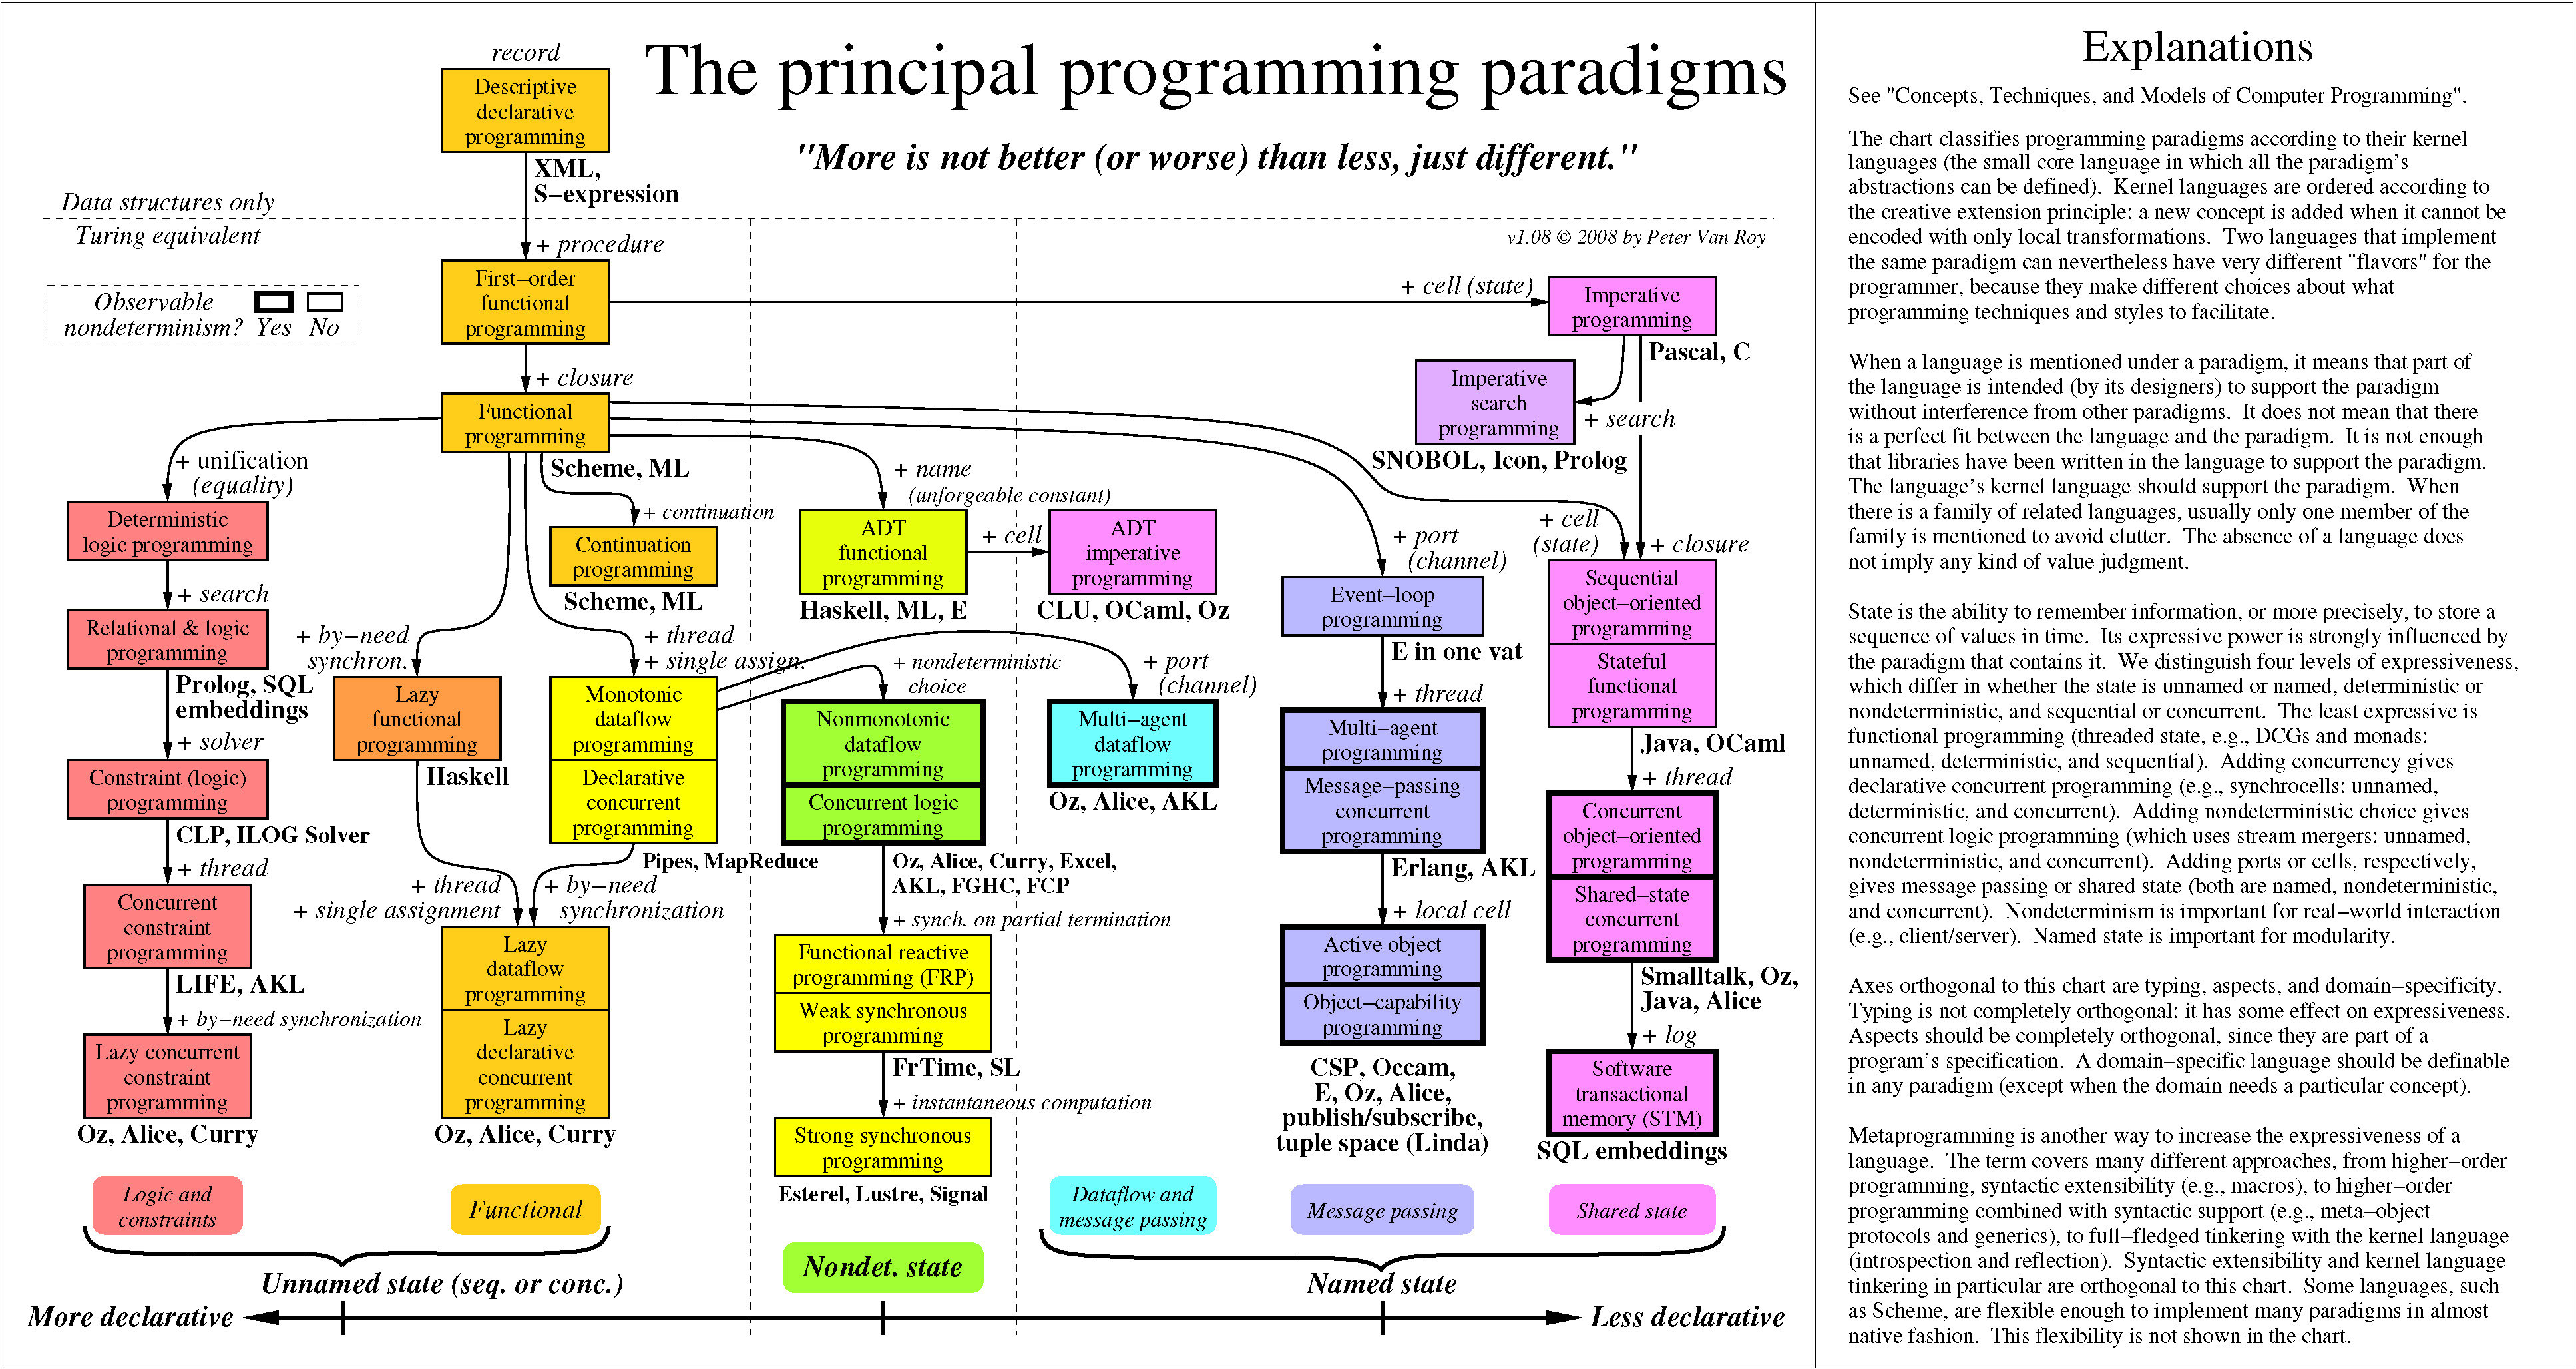 The principal programming paradigms
"More is not better (or worse) than less, just different."
record
Descriptive
declarative
programming
XML,
S−expression
Data structures only
Turing equivalent
+ procedure
v1.08 © 2008 by Peter Van Roy
Observable
nondeterminism? Yes No
First−order
functional
programming
+ cell (state)
Imperative
programming
Pascal, C
+ closure
Imperative
search
programming
+ search
SNOBOL, Icon, Prolog
Functional
programming
Scheme, ML
+ unification
(equality)
Deterministic
logic programming
+ search
Relational & logic
programming
Prolog, SQL
embeddings
+ solver
Constraint (logic)
programming
CLP, ILOG Solver
+ thread
Concurrent
constraint
programming
LIFE, AKL
+ by−need synchronization
Lazy concurrent
constraint
programming
Oz, Alice, Curry
+ continuation
Continuation
programming
Scheme, ML
+ by−need
synchron.
Lazy
functional
programming
Haskell
+ thread
+ single assign.
Monotonic
dataflow
programming
Declarative
concurrent
programming
Pipes, MapReduce
+ thread
+ single assignment
+ by−need
synchronization
Lazy
dataflow
programming
Lazy
declarative
concurrent
programming
Oz, Alice, Curry
+ name
(unforgeable constant)
ADT
functional
programming
Haskell, ML, E
+ cell
ADT
imperative
programming
CLU, OCaml, Oz
+ nondeterministic
choice
Nonmonotonic
dataflow
programming
Concurrent logic
programming
Oz, Alice, Curry, Excel,
AKL, FGHC, FCP
+ synch. on partial termination
Functional reactive
programming (FRP)
Weak synchronous
programming
FrTime, SL
+ instantaneous computation
Strong synchronous
programming
Esterel, Lustre, Signal
+ port
(channel)
Multi−agent
dataflow
programming
Oz, Alice, AKL
+ port
(channel)
Event−loop
programming
E in one vat
+ thread
Multi−agent
programming
Message−passing
concurrent
programming
Erlang, AKL
+ local cell
Active object
programming
Object−capability
programming
CSP, Occam,
E, Oz, Alice,
publish/subscribe,
tuple space (Linda)
+ cell
(state)
+ closure
Sequential
object−oriented
programming
Stateful
functional
programming
Java, OCaml
+ thread
Concurrent
object−oriented
programming
Shared−state
concurrent
programming
Smalltalk, Oz,
Java, Alice
+ log
Software
transactional
memory (STM)
SQL embeddings
Logic and
constraints
Functional
Dataflow and
message passing
Message passing
Shared state
Unnamed state (seq. or conc.)
Nondet. state
Named state
More declarative
Less declarative
Explanations
See "Concepts, Techniques, and Models of Computer Programming".
The chart classifies programming paradigms according to their kernel
languages (the small core language in which all the paradigm's
abstractions can be defined). Kernel languages are ordered according to
the creative extension principle: a new concept is added when it cannot be
encoded with only local transformations. Two languages that implement
the same paradigm can nevertheless have very different "flavors" for the
programmer, because they make different choices about what
programming techniques and styles to facilitate.
When a language is mentioned under a paradigm, it means that part of
the language is intended (by its designers) to support the paradigm
without interference from other paradigms. It does not mean that there
is a perfect fit between the language and the paradigm. It is not enough
that libraries have been written in the language to support the paradigm.
The language's kernel language should support the paradigm. When
there is a family of related languages, usually only one member of the
family is mentioned to avoid clutter. The absence of a language does
not imply any kind of value judgment.
State is the ability to remember information, or more precisely, to store a
sequence of values in time. Its expressive power is strongly influenced by
the paradigm that contains it. We distinguish four levels of expressiveness,
which differ in whether the state is unnamed or named, deterministic or
nondeterministic, and sequential or concurrent. The least expressive is
functional programming (threaded state, e.g., DCGs and monads:
unnamed, deterministic, and sequential). Adding concurrency gives
declarative concurrent programming (e.g., synchrocells: unnamed,
deterministic, and concurrent). Adding nondeterministic choice gives
concurrent logic programming (which uses stream mergers: unnamed,
nondeterministic, and concurrent). Adding ports or cells, respectively,
gives message passing or shared state (both are named, nondeterministic,
and concurrent). Nondeterminism is important for real−world interaction
(e.g., client/server). Named state is important for modularity.
Axes orthogonal to this chart are typing, aspects, and domain−specificity.
Typing is not completely orthogonal: it has some effect on expressiveness.
Aspects should be completely orthogonal, since they are part of a
program's specification. A domain−specific language should be definable
in any paradigm (except when the domain needs a particular concept).
Metaprogramming is another way to increase the expressiveness of a
language. The term covers many different approaches, from higher−order
programming, syntactic extensibility (e.g., macros), to higher−order
programming combined with syntactic support (e.g., meta−object
protocols and generics), to full−fledged tinkering with the kernel language
(introspection and reflection). Syntactic extensibility and kernel language
tinkering in particular are orthogonal to this chart. Some languages, such
as Scheme, are flexible enough to implement many paradigms in almost
native fashion. This flexibility is not shown in the chart.